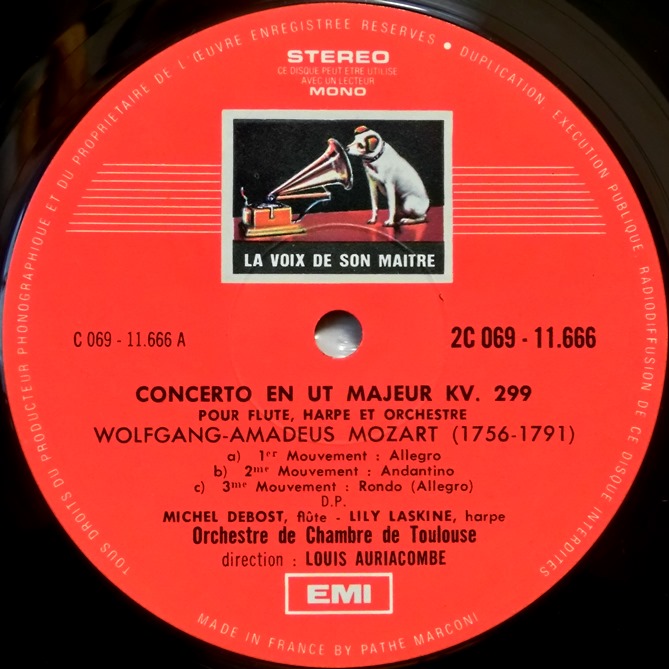 TOUS DROITS DU PRODUCTEUR PHONOGRAPHIQUE ET DU PROPRIETAIRE DE L'ŒUVRE ENREGISTREE RESERVES • DUPLICATION EXECUTION PUBLIQUE RADIODIFFUSION DE CE DISQUE INTERDITES
STEREO
CE DISQUE PEUT ETRE UTILISE
AVEC UN LECTEUR
MONO
LA VOIX DE SON MAITRE
C 069 - 11.666 A
2C 069 - 11.666
CONCERTO EN UT MAJEUR KV. 299
POUR FLUTE, HARPE ET ORCHESTRE
WOLFGANG-AMADEUS MOZART (1756-1791)
a) 1er Mouvement : Allegro
b) 2me Mouvement : Andantino
c) 3me Mouvement : Rondo (Allegro)
D.P.
MICHEL DEBOST, flûte - LILY LASKINE, harpe
Orchestre de Chambre de Toulouse
direction : LOUIS AURIACOMBE
EMI
MADE IN FRANCE BY PATHE MARCONI